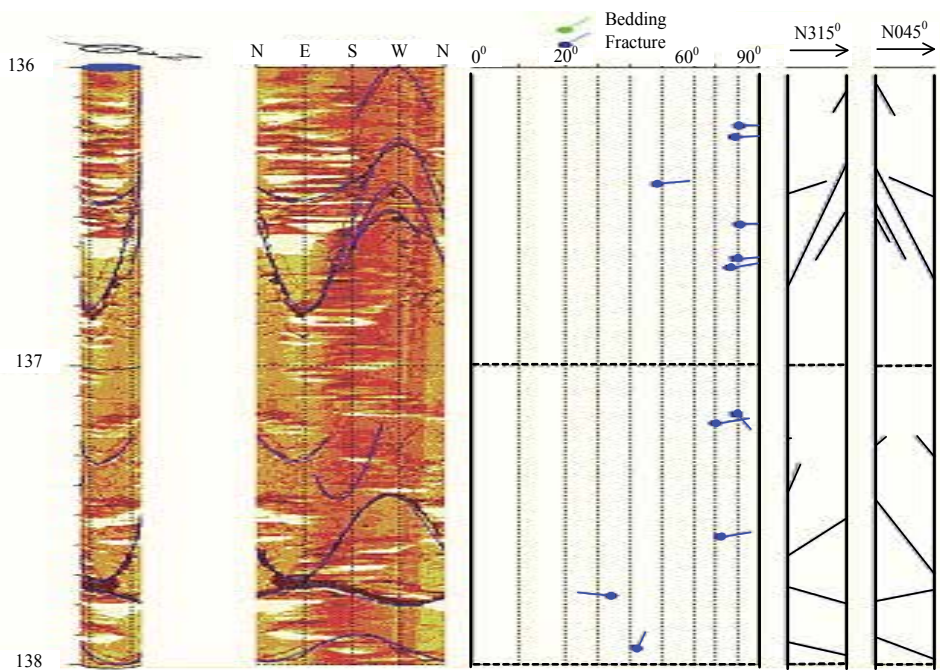 Bedding
Fracture
N E S W N
0⁰ 20⁰ 60⁰ 90⁰
N315⁰ N045⁰
136
137
138